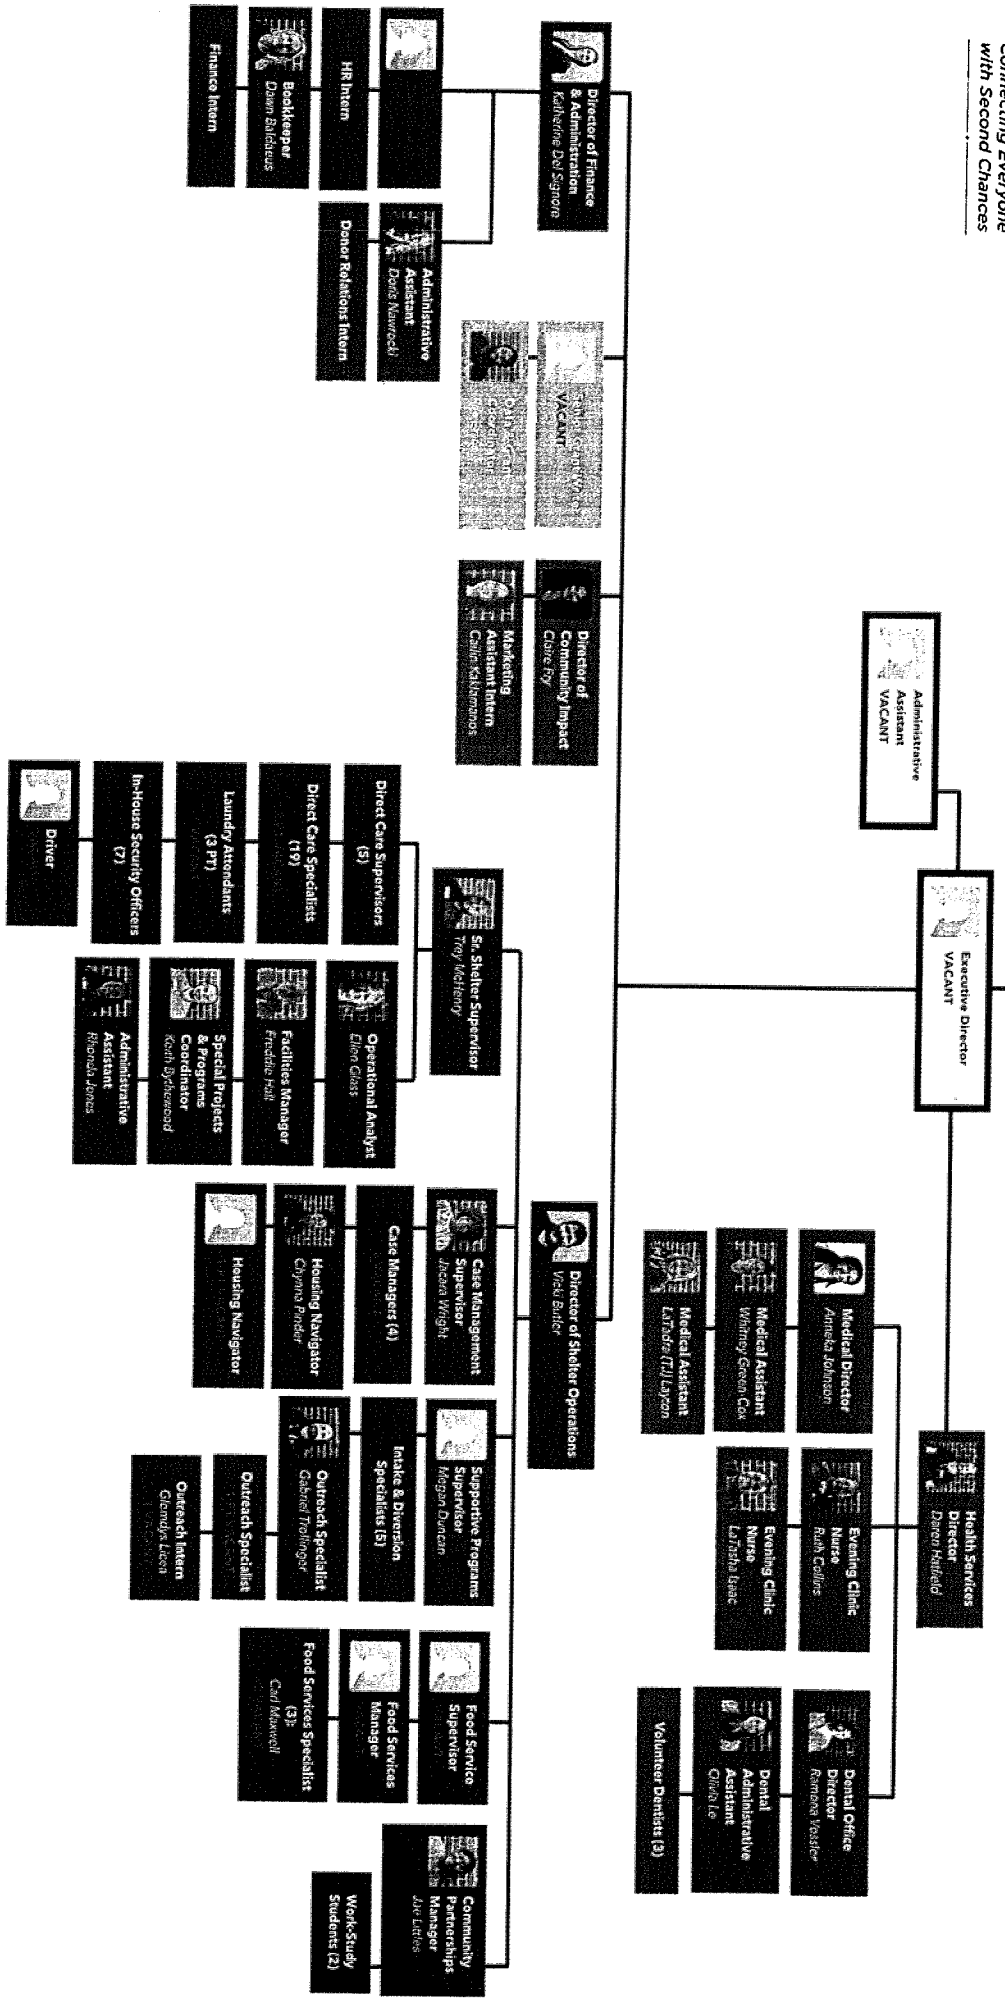 with Second Chances
Administrative
Assistant
VACANT
Executive Director
VACANT
Health Services
Director
Daren Hatfield
Medical Director
Anneka Johnson
Medical Assistant
Whitney Green-Cox
Medical Assistant
LaTadra (TJ) Layton
Evening Clinic
Nurse
Ruth Collins
Evening Clinic
Nurse
LaTasha Isaac
Dental Office
Director
Ramona Vossler
Dental
Administrative
Assistant
Olivia Le
Volunteer Dentists (3)
Director of Finance
& Administration
Katherine Del Signore
HR Intern
Bookkeeper
Dawn Baldaeus
Finance Intern
Administrative
Assistant
Doris Nawrocki
Donor Relations Intern
VACANT
Director of
Community Impact
Claire Fry
Marketing
Assistant Intern
Director of Shelter Operations
Vicki Butler
Sr. Shelter Supervisor
Troy McHenry
Direct Care Supervisors
(5)
Direct Care Specialists
(19)
Laundry Attendants
(3 PT)
In-House Security Officers
(7)
Driver
Operational Analyst
Ellen Glass
Facilities Manager
Freddie Hall
Special Projects
& Programs
Coordinator
Keith Bythewood
Administrative
Assistant
Rhonda Jones
Case Management
Supervisor
Jacara Wright
Case Managers (4)
Housing Navigator
Chynna Pinder
Housing Navigator
Supportive Programs
Supervisor
Megan Duncan
Intake & Diversion
Specialists (5)
Outreach Specialist
Gabriel Trollinger
Outreach Specialist
Outreach Intern
Food Service
Supervisor
Food Services
Manager
Food Services Specialist
(3):
Carl Maxwell
Community
Partnerships
Manager
Jae Littles
Work-Study
Students (2)